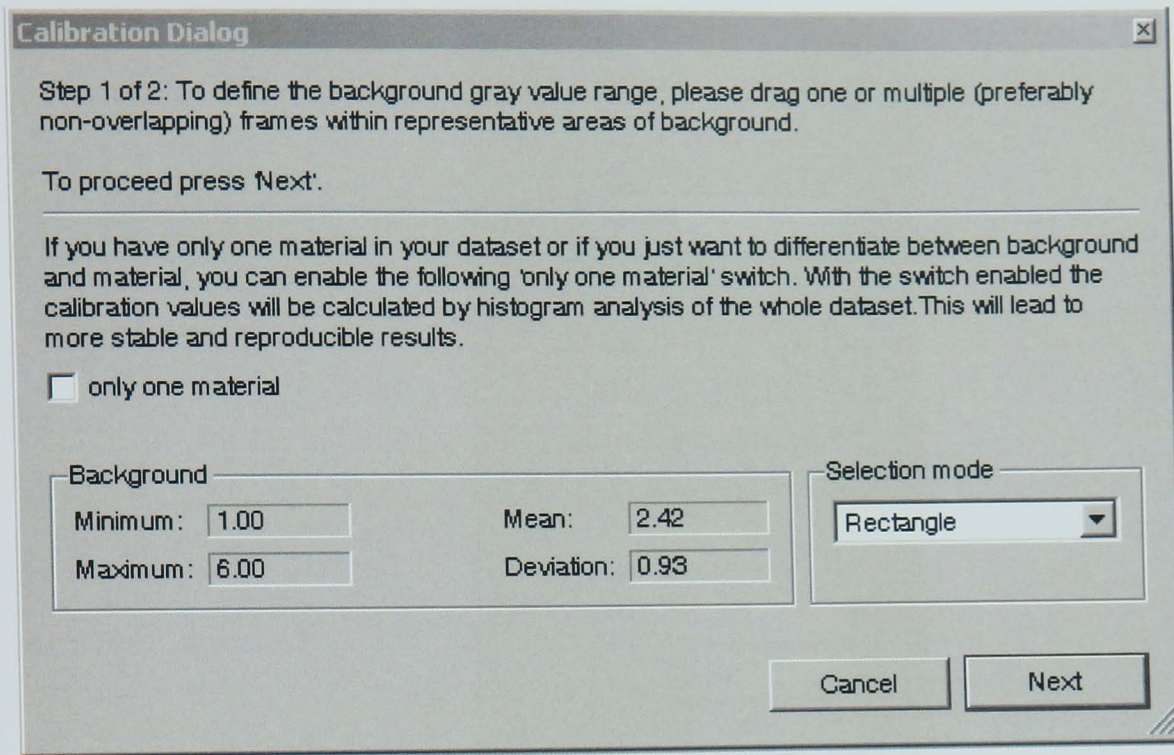 Calibration Dialog
Step 1 of 2: To define the background gray value range, please drag one or multiple (preferably
non-overlapping) frames within representative areas of background.
To proceed press 'Next'.
If you have only one material in your dataset or if you just want to differentiate between background
and material, you can enable the following 'only one material' switch. With the switch enabled the
calibration values will be calculated by histogram analysis of the whole dataset.This will lead to
more stable and reproducible results.
only one material
Background
Minimum: 1.00
Mean: 2.42
Maximum: 6.00
Deviation: 0.93
Selection mode
Rectangle
Cancel
Next